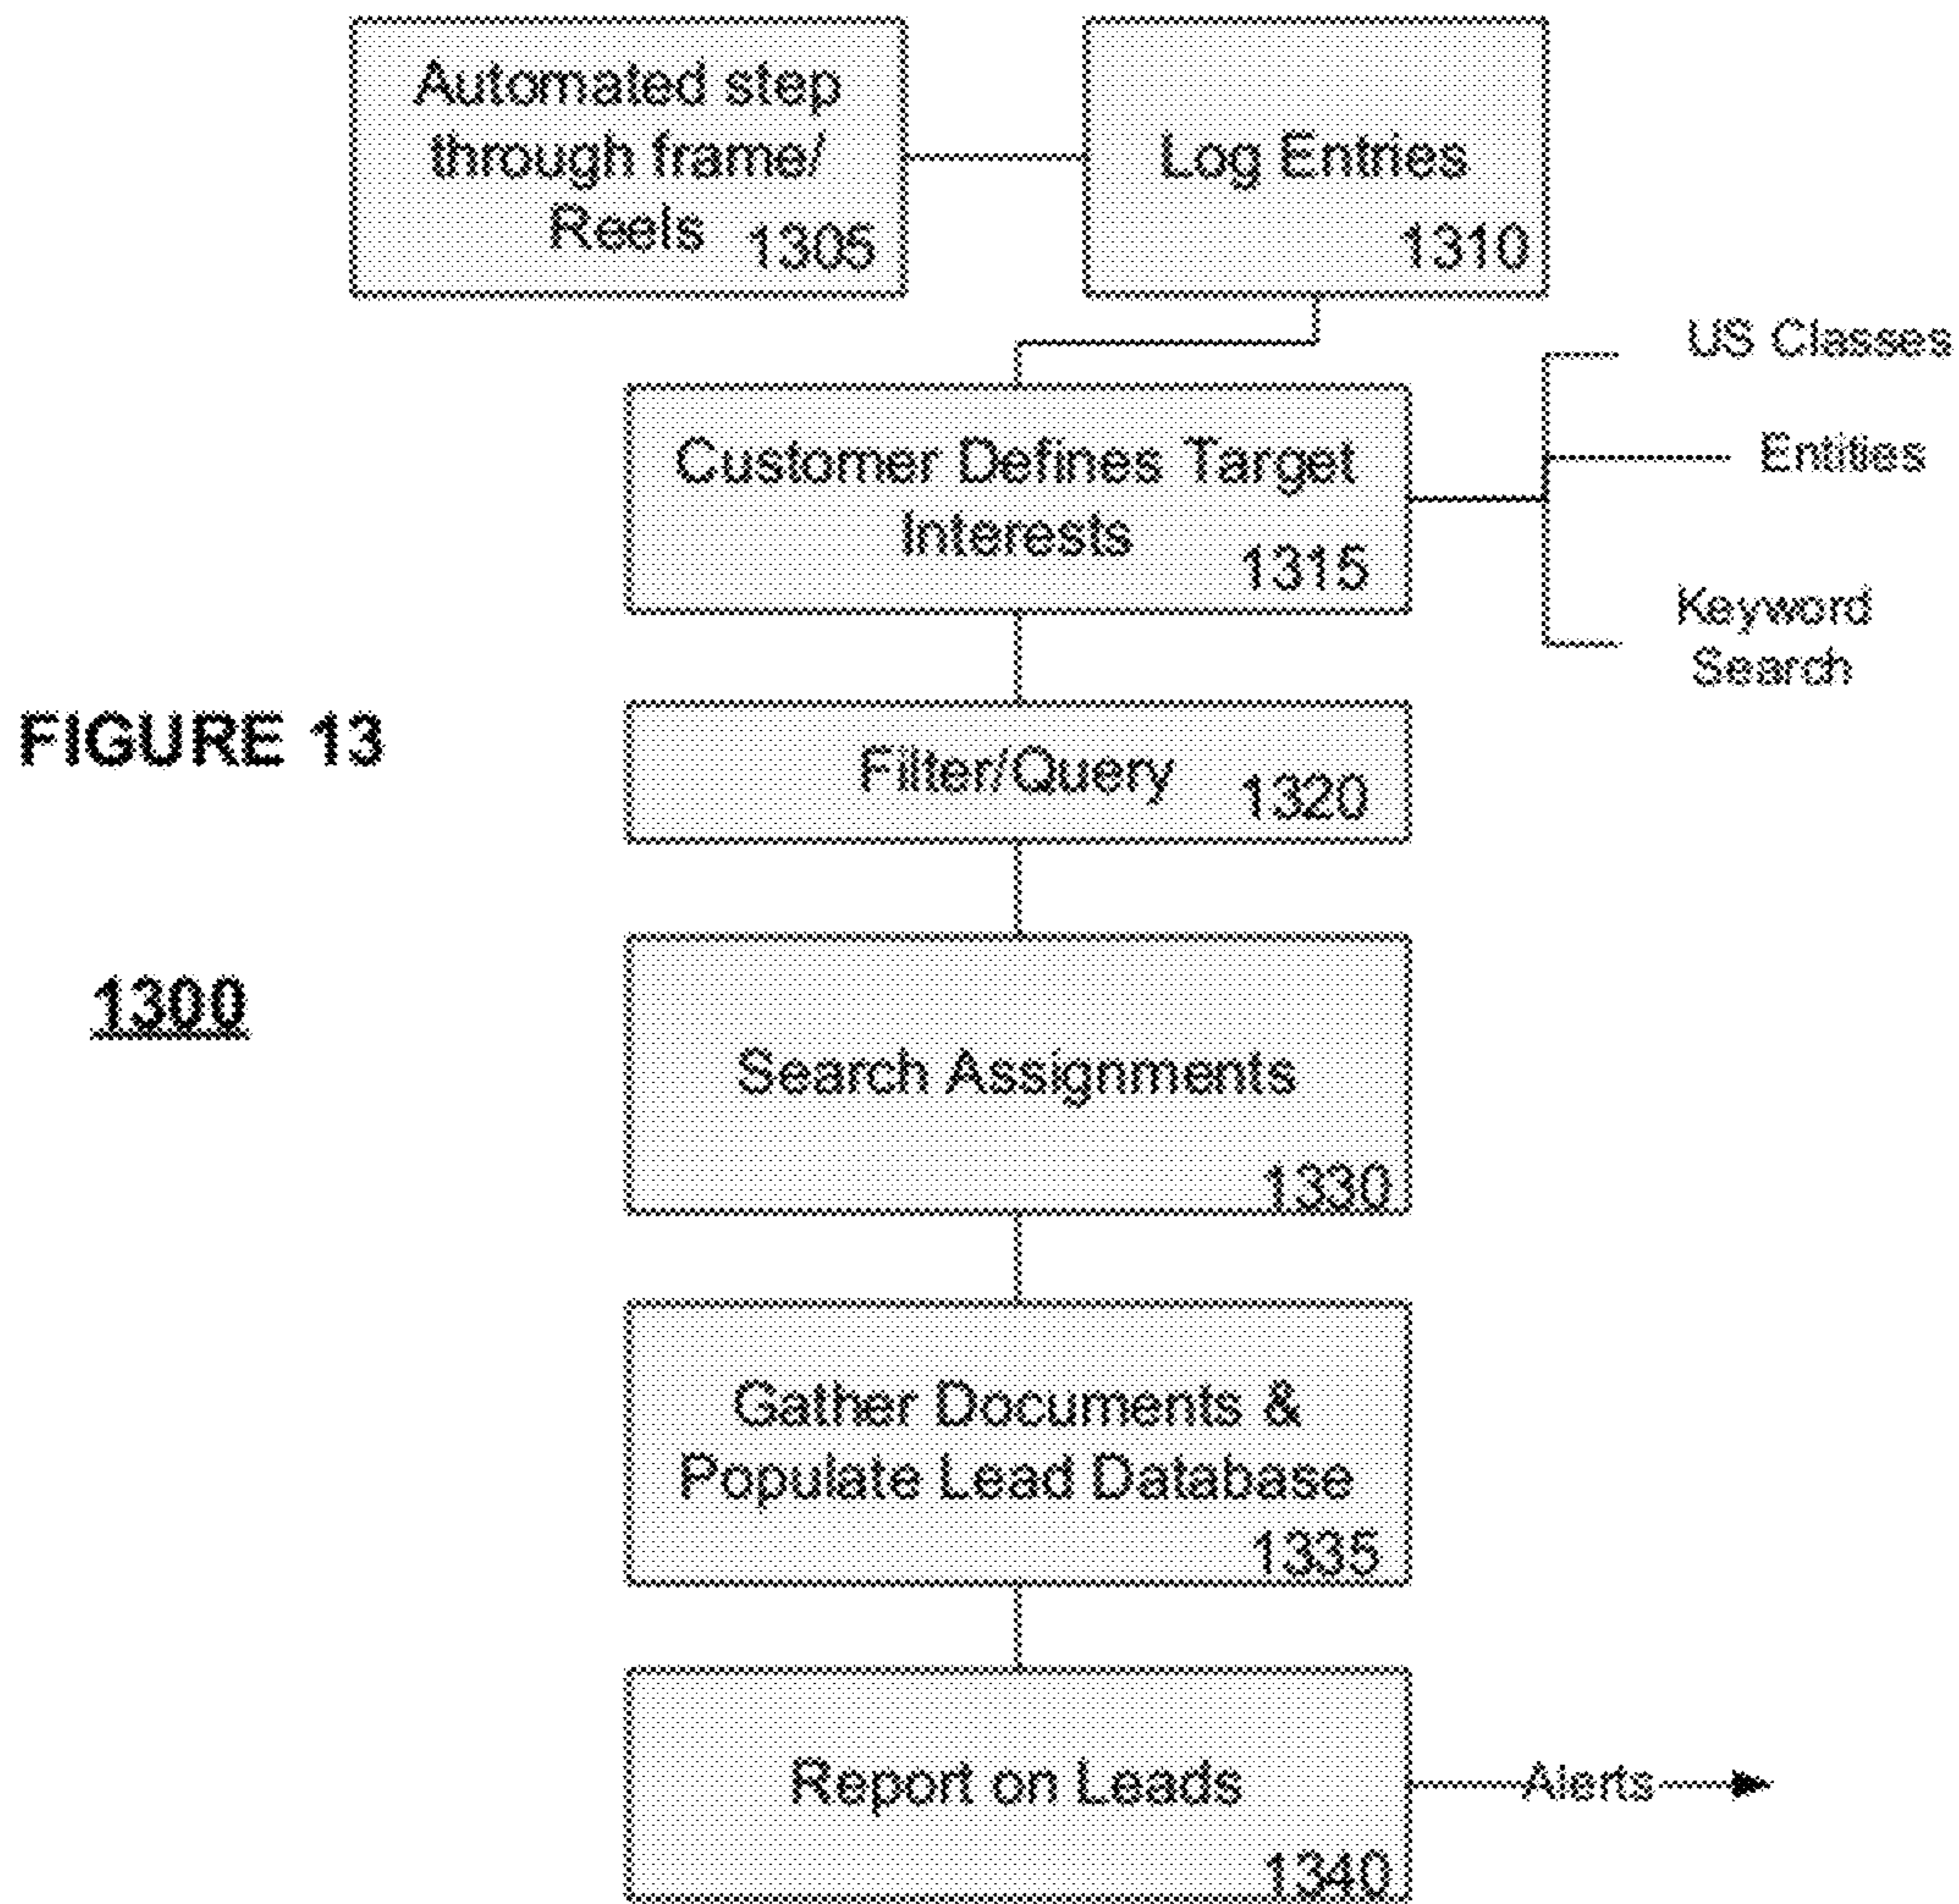 Automated step
through frame/
Reels 1305
Log Entries
1310
US Classes
Entities
Keyword
Search
Customer Defines Target
Interests
1315
FIGURE 13
Filter/Query 1320
1300
Search Assignments
1330
Gather Documents &
Populate Lead Database
1335
Report on Leads
1340
Alerts